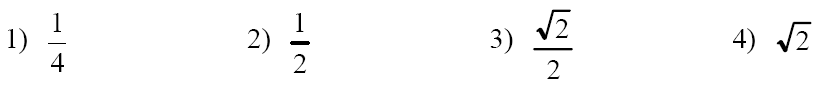 1) 1/4 2) 1/2 3) √2/2 4) √2